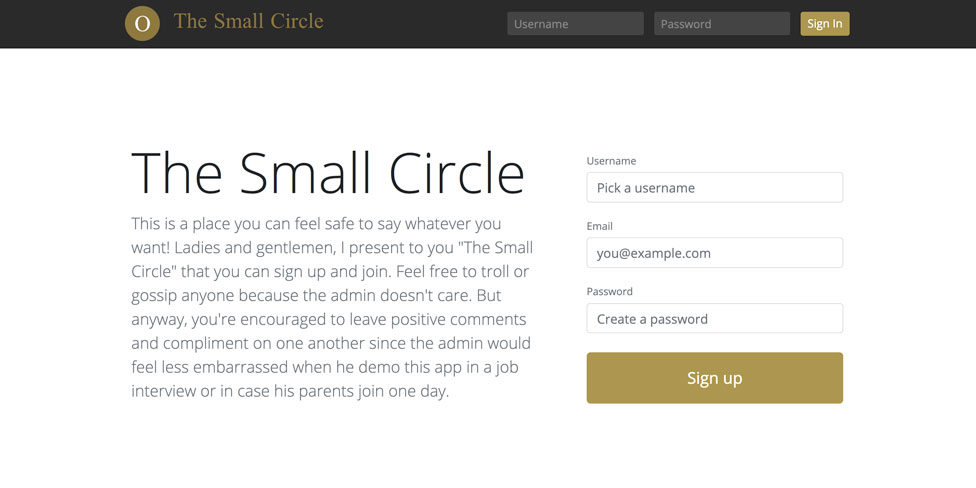 O The Small Circle Username Password Sign In
The Small Circle
This is a place you can feel safe to say whatever you
want! Ladies and gentlemen, I present to you "The Small
Circle" that you can sign up and join. Feel free to troll or
gossip anyone because the admin doesn't care. But
anyway, you're encouraged to leave positive comments
and compliment on one another since the admin would
feel less embarrassed when he demo this app in a job
interview or in case his parents join one day.
Username
Pick a username
Email
you@example.com
Password
Create a password
Sign up